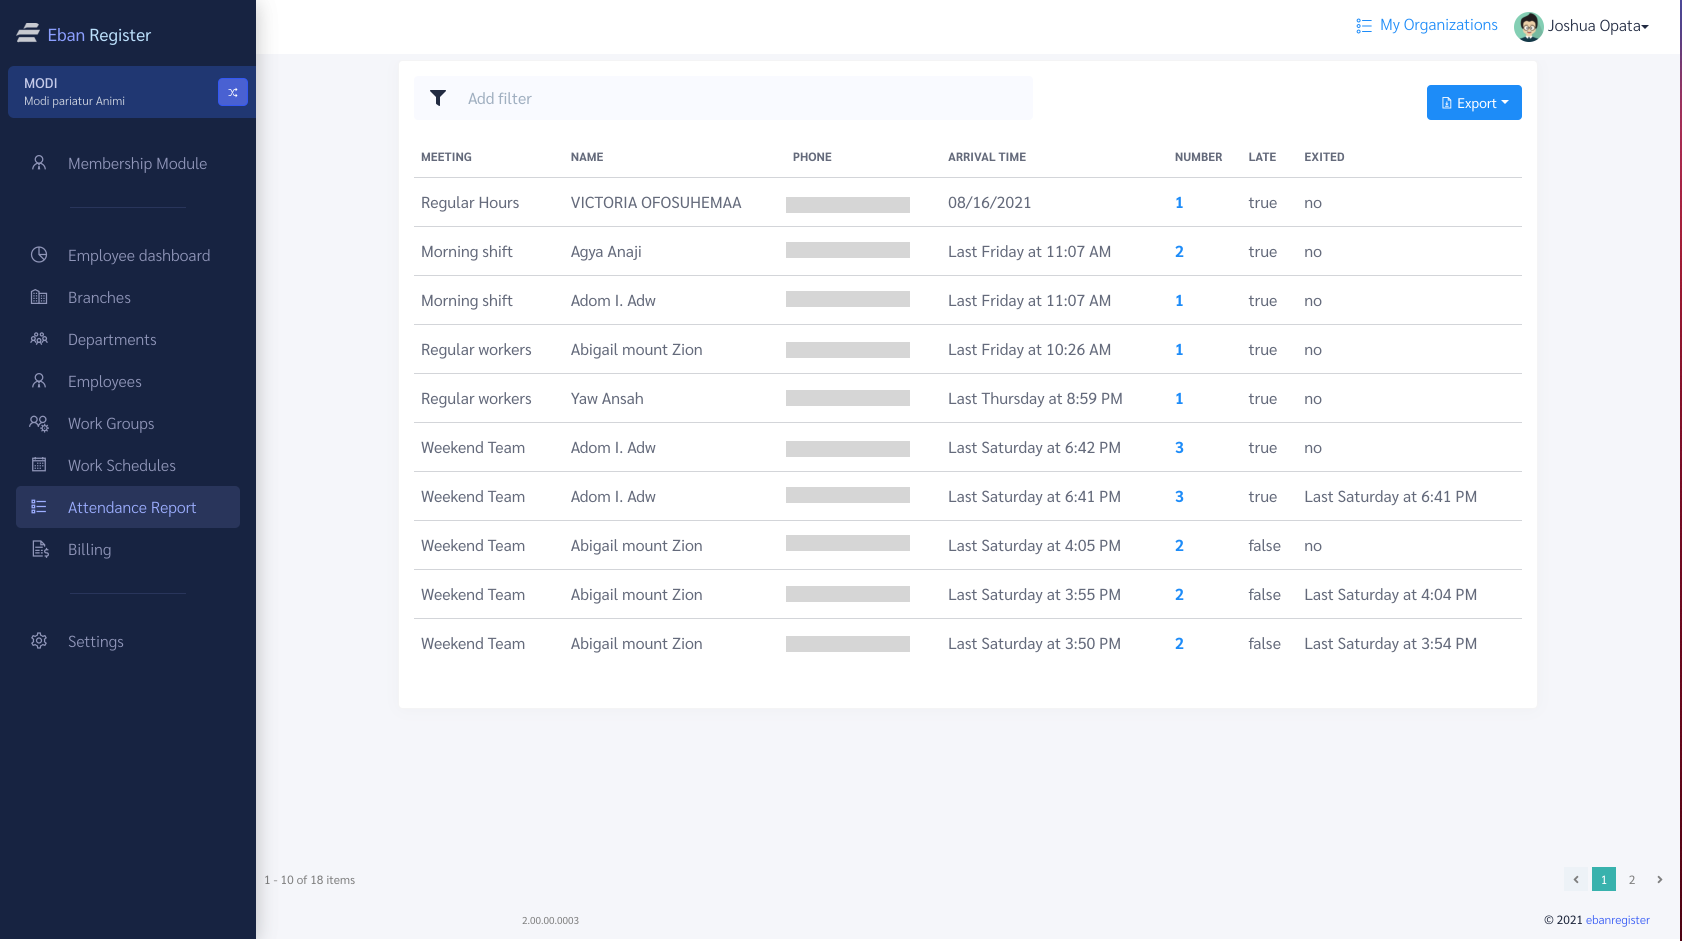 Eban Register
MODI
Modi pariatur Animi
Membership Module
Employee dashboard
Branches
Departments
Employees
Work Groups
Work Schedules
Attendance Report
Billing
Settings
My Organizations
Joshua Opata
Add filter
Export
MEETING NAME PHONE ARRIVAL TIME NUMBER LATE EXITED
Regular Hours VICTORIA OFOSUHEMAA 08/16/2021 1 true no
Morning shift Agya Anaji Last Friday at 11:07 AM 2 true no
Morning shift Adom I. Adw Last Friday at 11:07 AM 1 true no
Regular workers Abigail mount Zion Last Friday at 10:26 AM 1 true no
Regular workers Yaw Ansah Last Thursday at 8:59 PM 1 true no
Weekend Team Adom I. Adw Last Saturday at 6:42 PM 3 true no
Weekend Team Adom I. Adw Last Saturday at 6:41 PM 3 true Last Saturday at 6:41 PM
Weekend Team Abigail mount Zion Last Saturday at 4:05 PM 2 false no
Weekend Team Abigail mount Zion Last Saturday at 3:55 PM 2 false Last Saturday at 4:04 PM
Weekend Team Abigail mount Zion Last Saturday at 3:50 PM 2 false Last Saturday at 3:54 PM
1 - 10 of 18 items
1 2
2.00.00.0003
© 2021 ebanregister